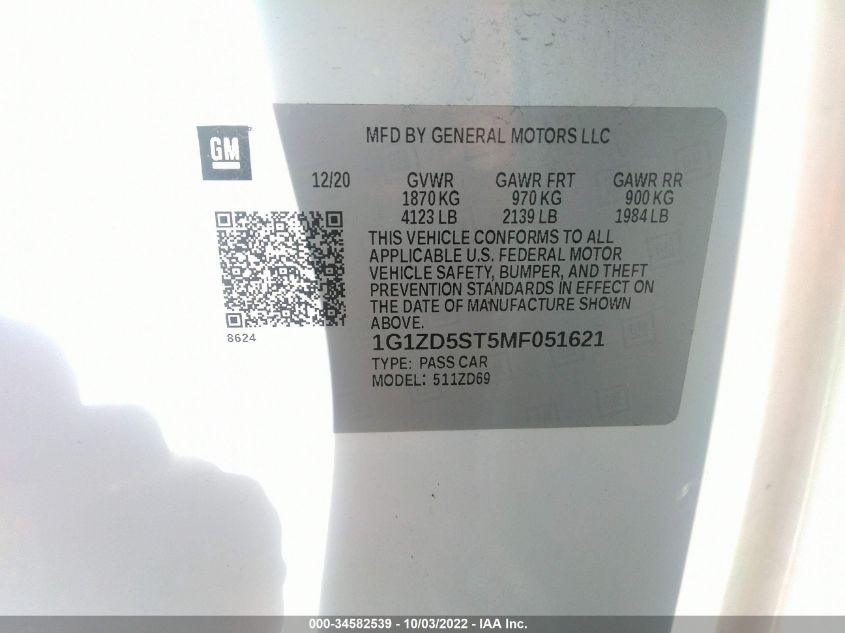 MFD BY GENERAL MOTORS LLC
GM
12/20 GVWR GAWR FRT GAWR RR
1870 KG 970 KG 900 KG
4123 LB 2139 LB 1984 LB
THIS VEHICLE CONFORMS TO ALL
APPLICABLE U.S. FEDERAL MOTOR
VEHICLE SAFETY, BUMPER, AND THEFT
PREVENTION STANDARDS IN EFFECT ON
THE DATE OF MANUFACTURE SHOWN
ABOVE.
8624
1G1ZD5ST5MF051621
TYPE: PASS CAR
MODEL: 511ZD69
000-34582539 - 10/03/2022 - IAA Inc.